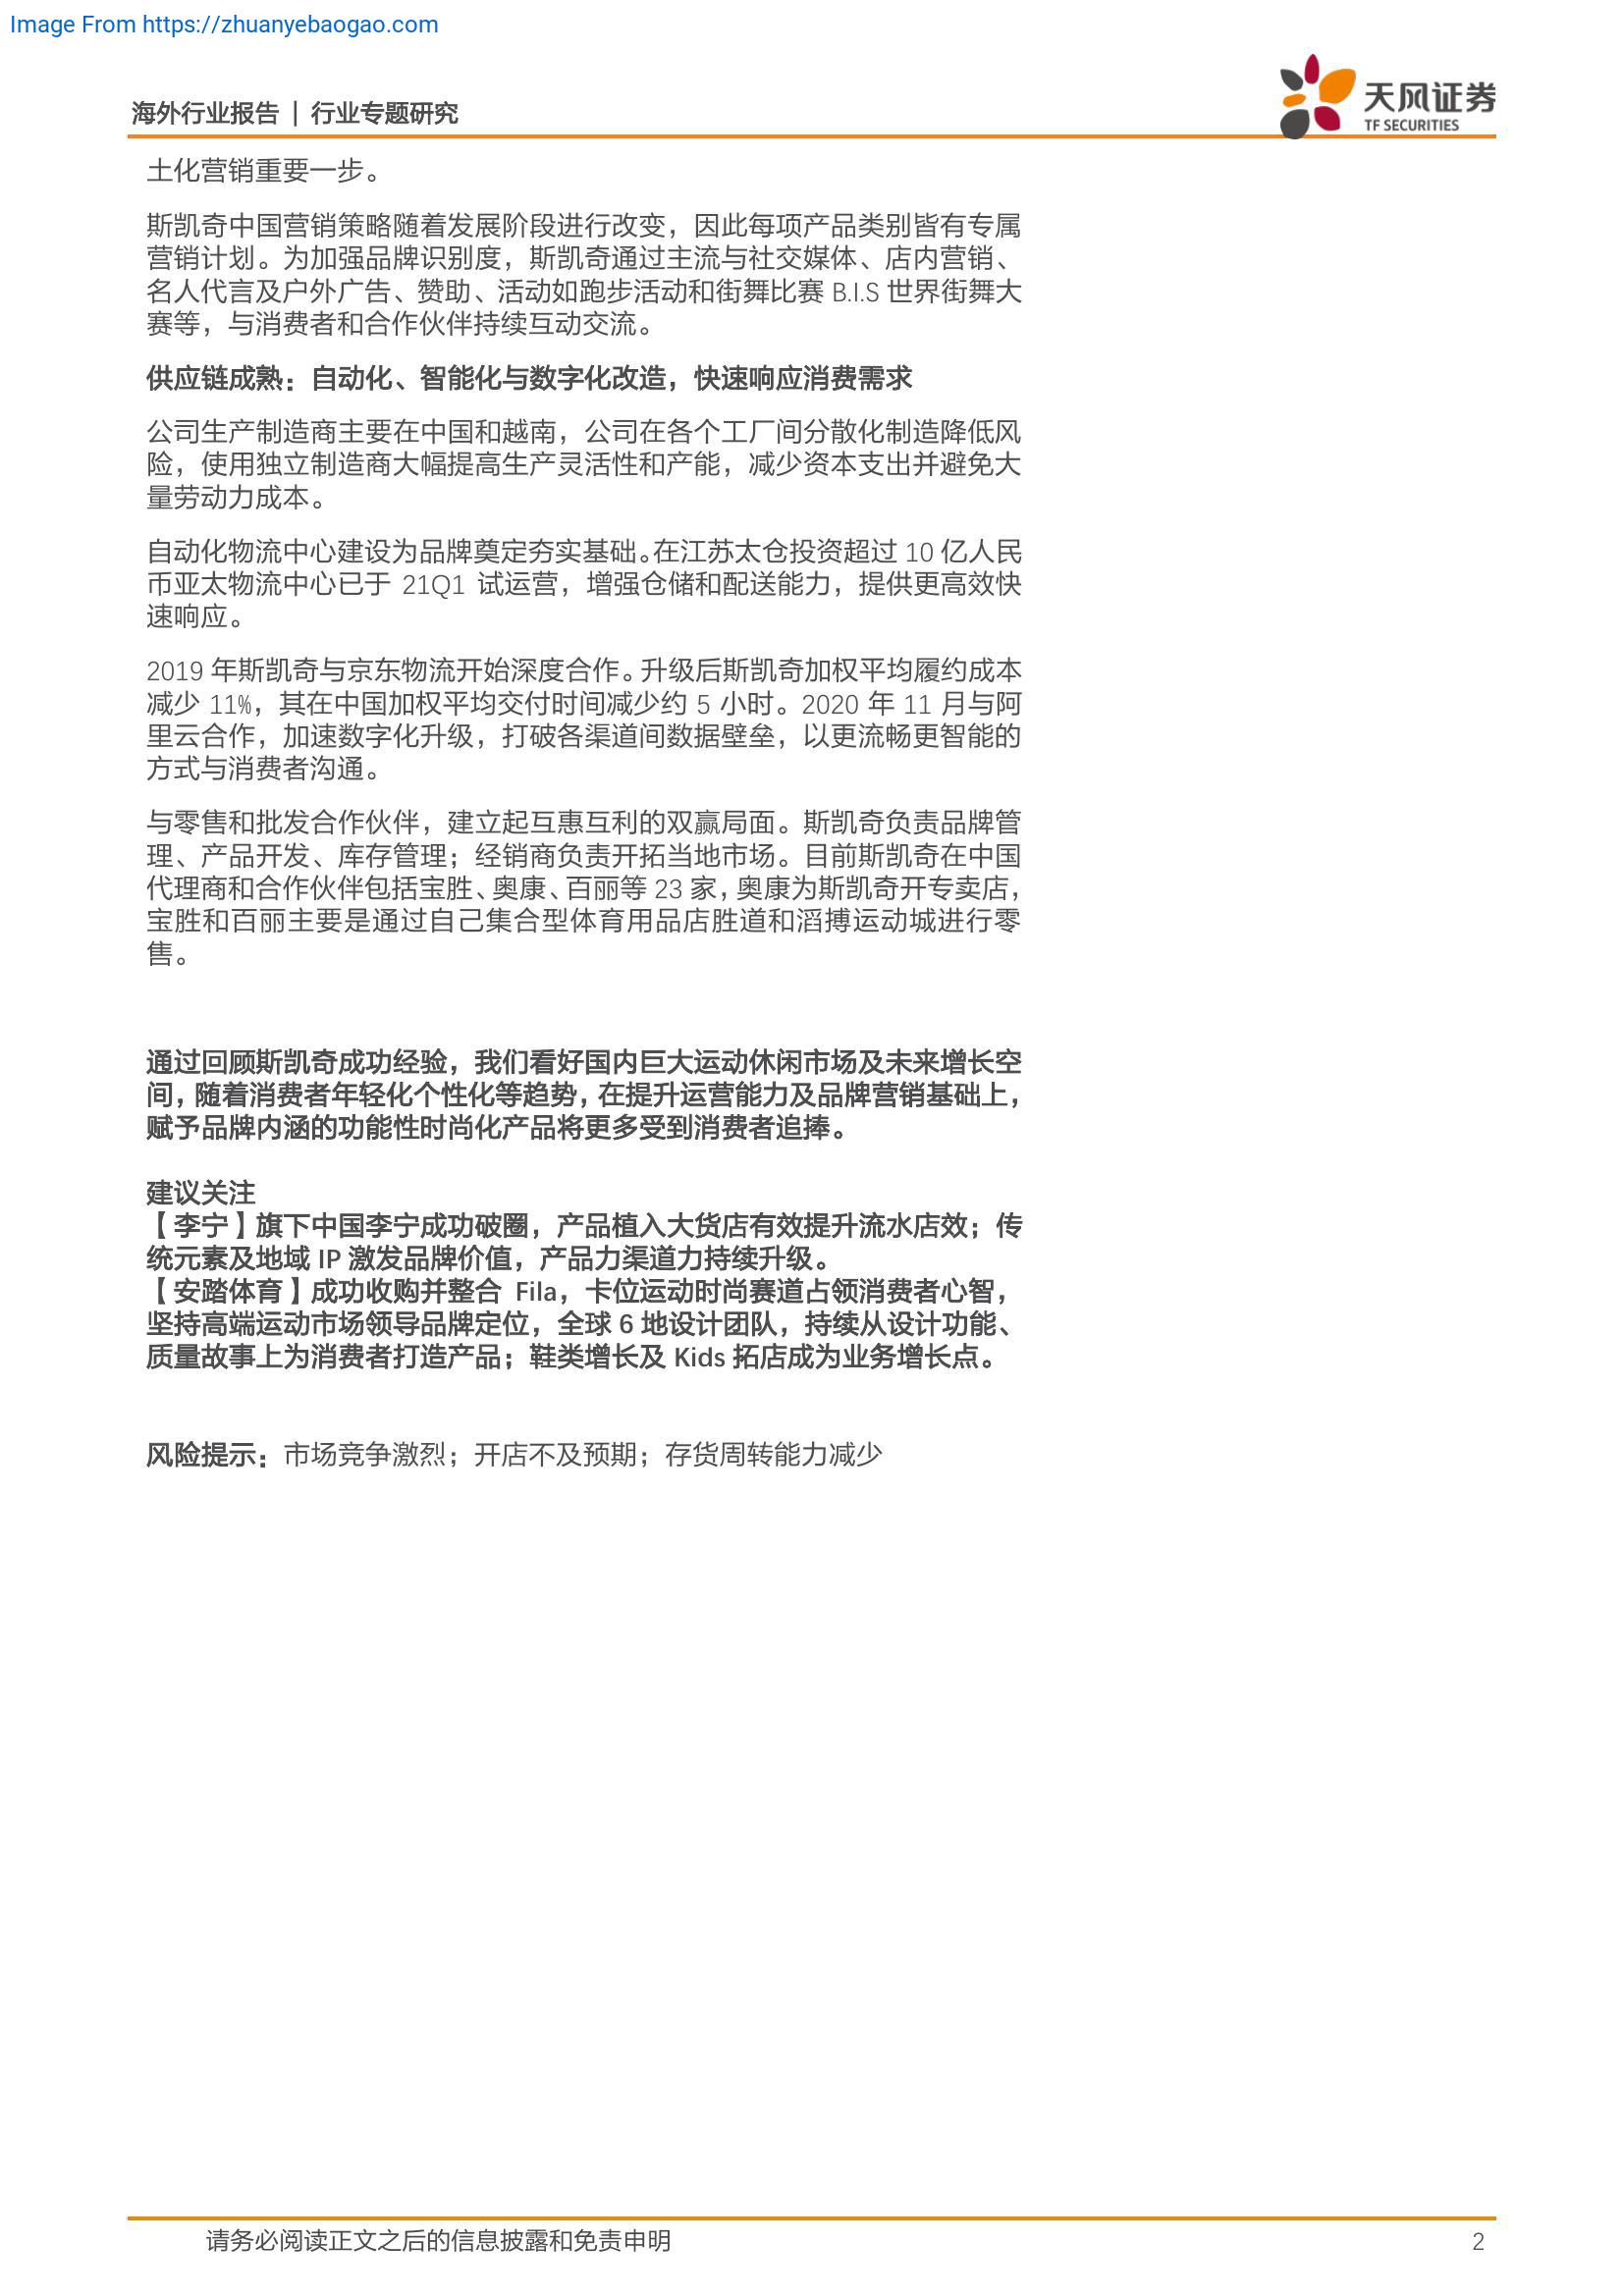 Image From https://zhuanyebaogao.com
海外行业报告 | 行业专题研究
天风证券
TF SECURITIES
土化营销重要一步。
斯凯奇中国营销策略随着发展阶段进行改变，因此每项产品类别皆有专属
营销计划。为加强品牌识别度，斯凯奇通过主流与社交媒体、店内营销、
名人代言及户外广告、赞助、活动如跑步活动和街舞比赛 B.I.S 世界街舞大
赛等，与消费者和合作伙伴持续互动交流。
供应链成熟：自动化、智能化与数字化改造，快速响应消费需求
公司生产制造商主要在中国和越南，公司在各个工厂间分散化制造降低风
险，使用独立制造商大幅提高生产灵活性和产能，减少资本支出并避免大
量劳动力成本。
自动化物流中心建设为品牌奠定夯实基础。在江苏太仓投资超过 10 亿人民
币亚太物流中心已于 21Q1 试运营，增强仓储和配送能力，提供更高效快
速响应。
2019 年斯凯奇与京东物流开始深度合作。升级后斯凯奇加权平均履约成本
减少 11%，其在中国加权平均交付时间减少约 5 小时。2020 年 11 月与阿
里云合作，加速数字化升级，打破各渠道间数据壁垒，以更流畅更智能的
方式与消费者沟通。
与零售和批发合作伙伴，建立起互惠互利的双赢局面。斯凯奇负责品牌管
理、产品开发、库存管理；经销商负责开拓当地市场。目前斯凯奇在中国
代理商和合作伙伴包括宝胜、奥康、百丽等 23 家，奥康为斯凯奇开专卖店，
宝胜和百丽主要是通过自己集合型体育用品店胜道和滔搏运动城进行零
售。
通过回顾斯凯奇成功经验，我们看好国内巨大运动休闲市场及未来增长空
间，随着消费者年轻化个性化等趋势，在提升运营能力及品牌营销基础上，
赋予品牌内涵的功能性时尚化产品将更多受到消费者追捧。
建议关注
【李宁】旗下中国李宁成功破圈，产品植入大货店有效提升流水店效；传
统元素及地域 IP 激发品牌价值，产品力渠道力持续升级。
【安踏体育】成功收购并整合 Fila，卡位运动时尚赛道占领消费者心智，
坚持高端运动市场领导品牌定位，全球 6 地设计团队，持续从设计功能、
质量故事上为消费者打造产品；鞋类增长及 Kids 拓店成为业务增长点。
风险提示：市场竞争激烈；开店不及预期；存货周转能力减少
请务必阅读正文之后的信息披露和免责申明
2